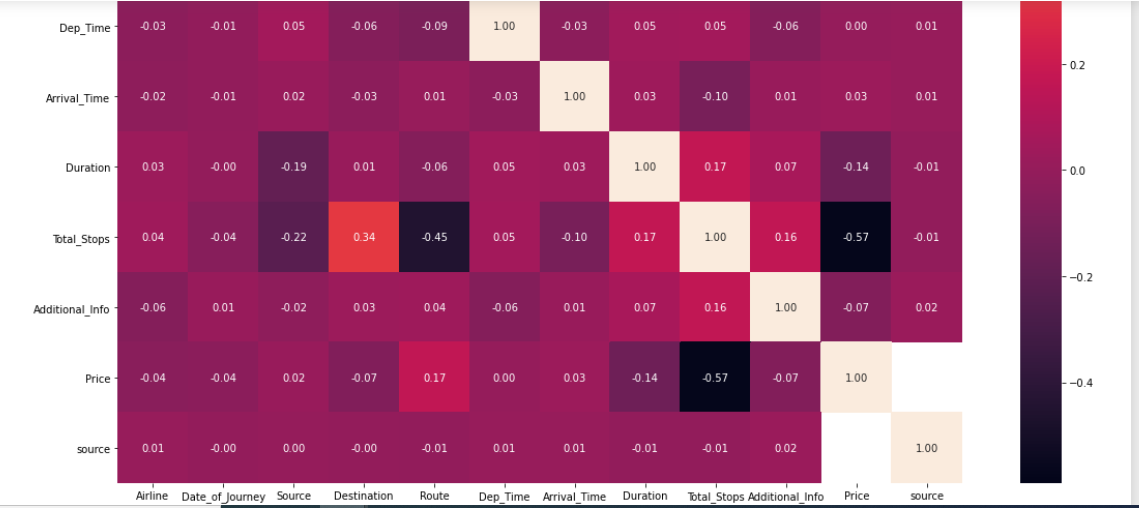 Dep_Time -0.03 -0.01 0.05 -0.06 -0.09 1.00 -0.03 0.05 0.05 -0.06 0.00 0.01
0.2
Arrival_Time -0.02 -0.01 0.02 -0.03 0.01 -0.03 1.00 0.03 -0.10 0.01 0.03 0.01
Duration 0.03 -0.00 -0.19 0.01 -0.06 0.05 0.03 1.00 0.17 0.07 -0.14 -0.01
0.0
Total_Stops 0.04 -0.04 -0.22 0.34 -0.45 0.05 -0.10 0.17 1.00 0.16 -0.57 -0.01
-0.2
Additional_Info -0.06 0.01 -0.02 0.03 0.04 -0.06 0.01 0.07 0.16 1.00 -0.07 0.02
Price -0.04 -0.04 0.02 -0.07 0.17 0.00 0.03 -0.14 -0.57 -0.07 1.00
-0.4
source 0.01 -0.00 0.00 -0.00 -0.01 0.01 0.01 -0.01 -0.01 0.02 1.00
Airline Date_of_Journey Source Destination Route Dep_Time Arrival_Time Duration Total_Stops Additional_Info Price source